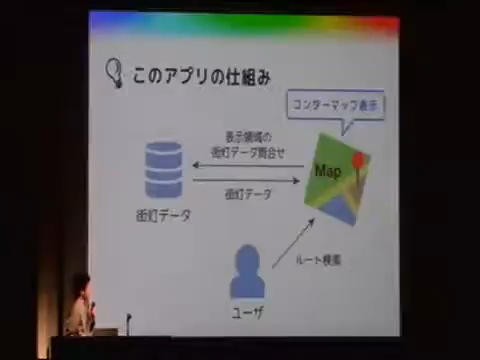 このアプリの仕組み
コンターマップ表示
表示領域の
街灯データ問合せ
Map
街灯データ
街灯データ
ルート検索
ユーザ